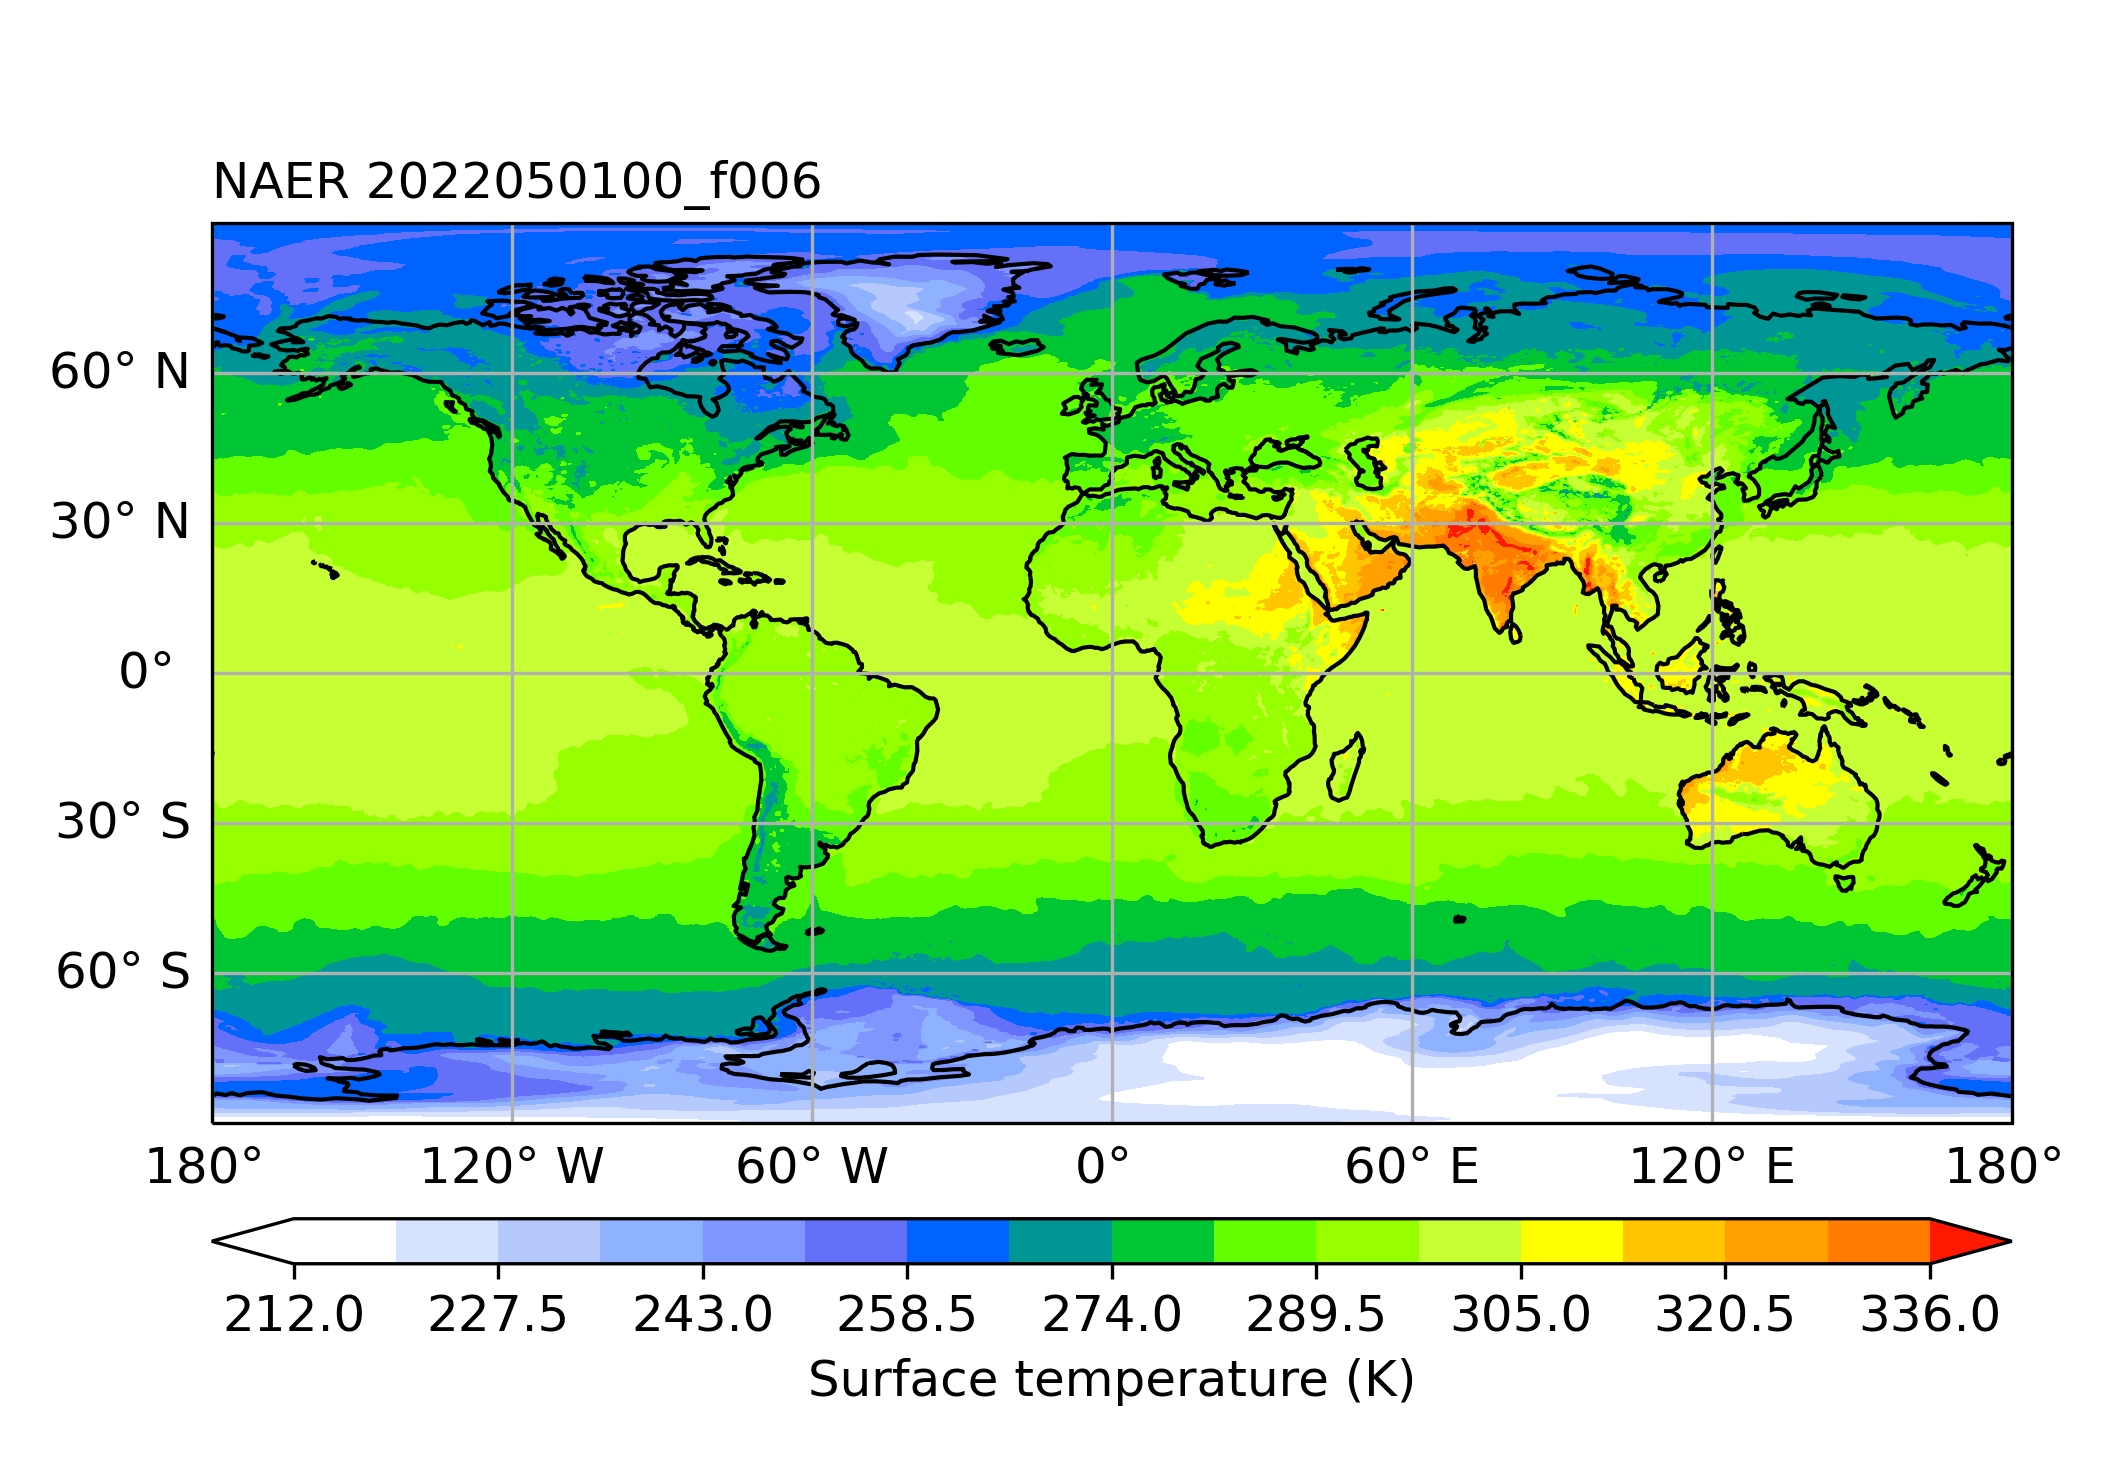 NAER 2022050100_f006
60° N
30° N
0°
30° S
60° S
180° 120° W 60° W 0° 60° E 120° E 180°
212.0 227.5 243.0 258.5 274.0 289.5 305.0 320.5 336.0
Surface temperature (K)